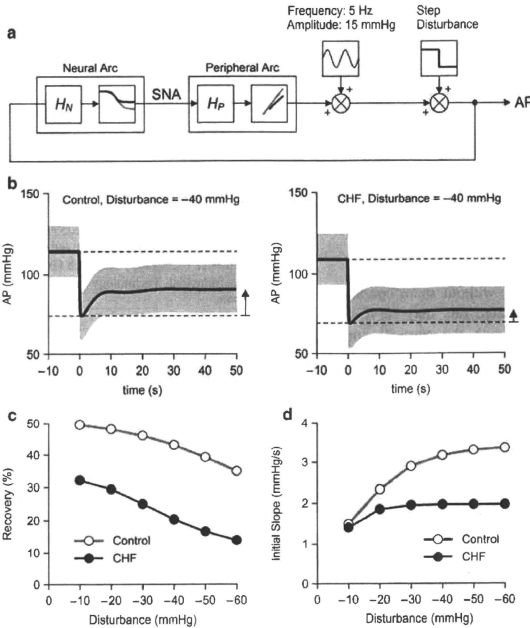 Frequency: 5 Hz
Amplitude: 15 mmHg
Step
Disturbance
a
Neural Arc
Peripheral Arc
HN
SNA
HP
+
+
+
+
AP
b
150
100
50
AP (mmHg)
Control, Disturbance = −40 mmHg
−10 0 10 20 30 40 50
time (s)
150
100
50
AP (mmHg)
CHF, Disturbance = −40 mmHg
−10 0 10 20 30 40 50
time (s)
c
50
40
30
20
10
0
Recovery (%)
Control
CHF
0 −10 −20 −30 −40 −50 −60
Disturbance (mmHg)
d
4
3
2
1
0
Initial Slope (mmHg/s)
Control
CHF
0 −10 −20 −30 −40 −50 −60
Disturbance (mmHg)